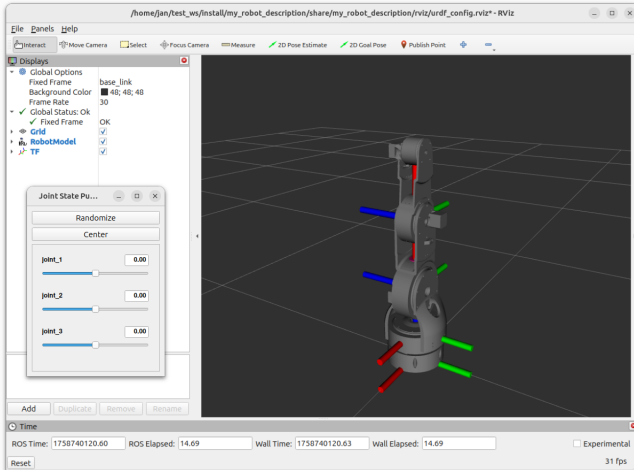 /home/jan/test_ws/install/my_robot_description/share/my_robot_description/rviz/urdf_config.rviz* - RViz
File Panels Help
Interact Move Camera Select Focus Camera Measure 2D Pose Estimate 2D Goal Pose Publish Point
Displays
Global Options
Fixed Frame base_link
Background Color 48; 48; 48
Frame Rate 30
Global Status: Ok
Fixed Frame OK
Grid
RobotModel
TF
Joint State Pu...
Randomize
Center
joint_1 0.00
joint_2 0.00
joint_3 0.00
Add Duplicate Remove Rename
Time
ROS Time: 1758740120.60 ROS Elapsed: 14.69 Wall Time: 1758740120.63 Wall Elapsed: 14.69 Experimental
Reset 31 fps